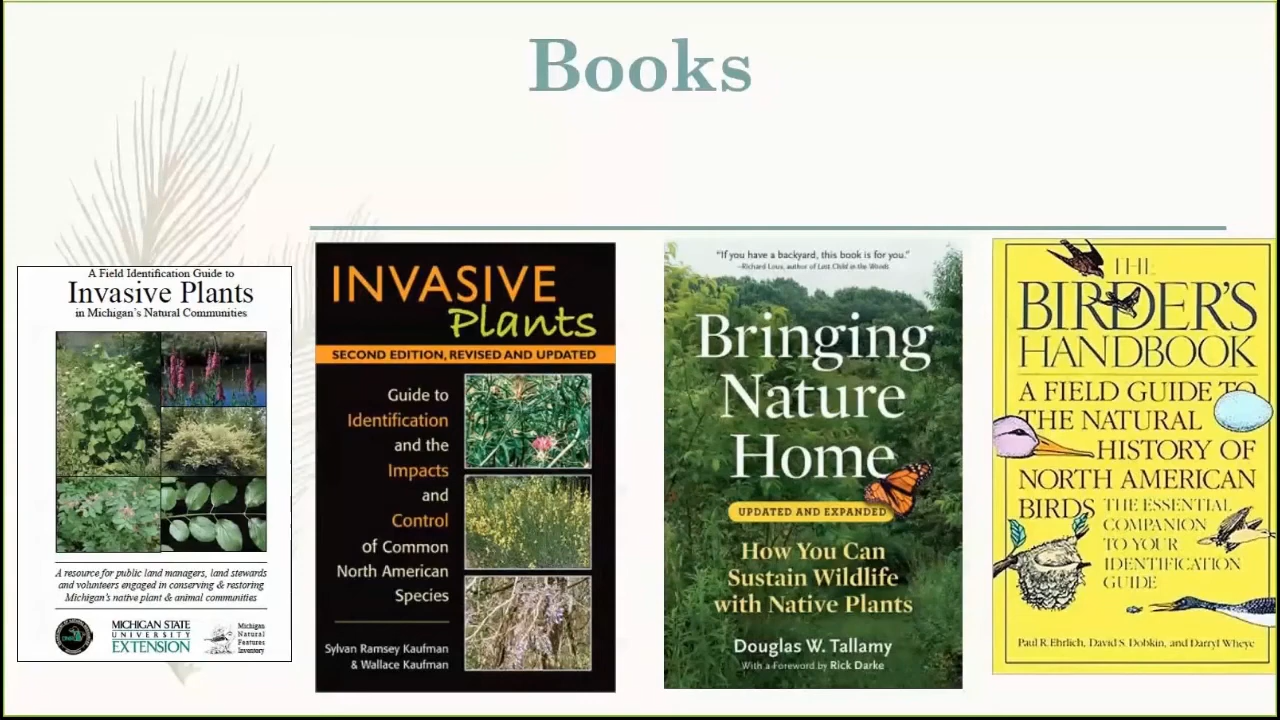 Books
A Field Identification Guide to
Invasive Plants
in Michigan's Natural Communities
A resource for public land managers, land stewards
and volunteers engaged in conserving & restoring
Michigan's native plant & animal communities
MICHIGAN STATE
UNIVERSITY
EXTENSION
Michigan
Natural
Features
Inventory
INVASIVE
Plants
SECOND EDITION, REVISED AND UPDATED
Guide to
Identification
and the
Impacts
and
Control
of Common
North American
Species
Sylvan Ramsey Kaufman
& Wallace Kaufman
"If you have a backyard, this book is for you."
–Richard Louv, author of Last Child in the Woods
Bringing
Nature
Home
UPDATED AND EXPANDED
How You Can
Sustain Wildlife
with Native Plants
Douglas W. Tallamy
With a Foreword by Rick Darke
THE
BIRDER'S
HANDBOOK
A FIELD GUIDE TO
THE NATURAL
HISTORY OF
NORTH AMERICAN
BIRDS
THE ESSENTIAL
COMPANION
TO YOUR
IDENTIFICATION
GUIDE
Paul R. Ehrlich, David S. Dobkin, and Darryl Wheye